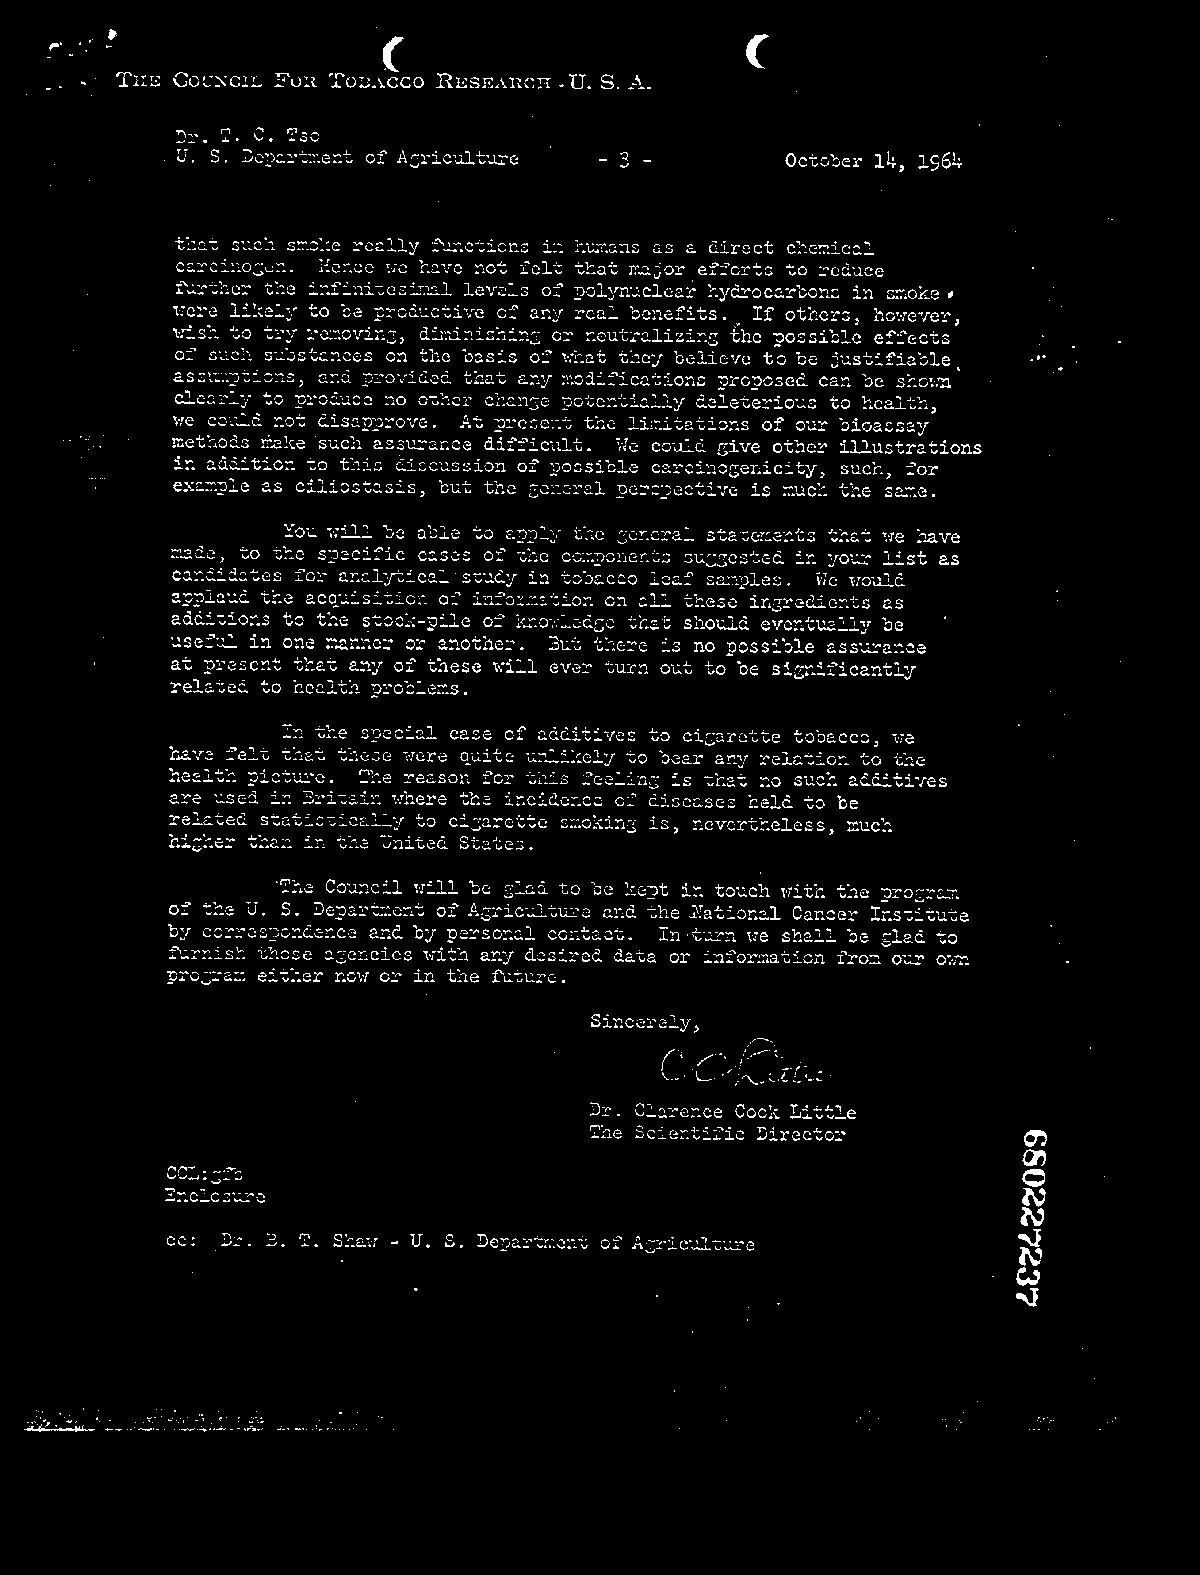 THE COUNCIL FOR TOBACCO RESEARCH - U. S. A.
Dr. T. C. Tso
U. S. Department of Agriculture - 3 - October 14, 1964
that such smoke really functions in humans as a direct chemical
carcinogen. Hence we have not felt that major efforts to reduce
further the infinitesimal levels of polynuclear hydrocarbons in smoke
were likely to be productive of any real benefits. If others, however,
wish to try removing, diminishing or neutralizing the possible effects
of such substances on the basis of what they believe to be justifiable
assumptions, and provided that any modifications proposed can be shown
clearly to produce no other change potentially deleterious to health,
we could not disapprove. At present the limitations of our bioassay
methods make such assurance difficult. We could give other illustrations
in addition to this discussion of possible carcinogenicity, such, for
example as ciliostasis, but the general perspective is much the same.
You will be able to apply the general statements that we have
made, to the specific cases of the components suggested in your list as
candidates for analytical study in tobacco leaf samples. We would
applaud the acquisition of information on all these ingredients as
additions to the stock-pile of knowledge that should eventually be
useful in one manner or another. But there is no possible assurance
at present that any of these will ever turn out to be significantly
related to health problems.
In the special case of additives to cigarette tobacco, we
have felt that these were quite unlikely to bear any relation to the
health picture. The reason for this feeling is that no such additives
are used in Britain where the incidence of diseases held to be
related statistically to cigarette smoking is, nevertheless, much
higher than in the United States.
The Council will be glad to be kept in touch with the program
of the U. S. Department of Agriculture and the National Cancer Institute
by correspondence and by personal contact. In turn we shall be glad to
furnish those agencies with any desired data or information from our own
program either now or in the future.
Sincerely,
C C Little
Dr. Clarence Cook Little
The Scientific Director
CCL:gfb
Enclosure
cc: Dr. B. T. Shaw - U. S. Department of Agriculture
680227237